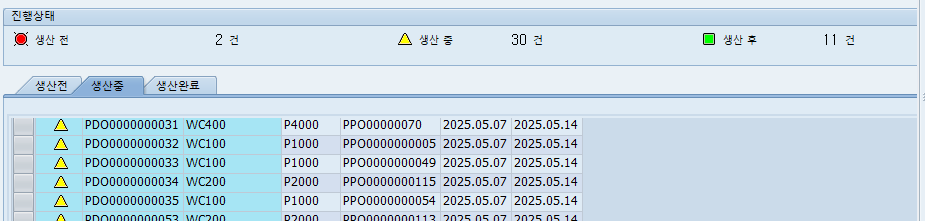 진행상태
생산 전 2 건 생산 중 30 건 생산 후 11 건
생산전 생산중 생산완료
PDO0000000031 WC400 P4000 PPO00000070 2025.05.07 2025.05.14
PDO0000000032 WC100 P1000 PPO0000000005 2025.05.07 2025.05.14
PDO0000000033 WC100 P1000 PPO0000000049 2025.05.07 2025.05.14
PDO0000000034 WC200 P2000 PPO0000000115 2025.05.07 2025.05.14
PDO0000000035 WC100 P1000 PPO0000000054 2025.05.07 2025.05.14
PDO0000000053 WC200 P2000 PPO0000000113 2025.05.07 2025.05.14